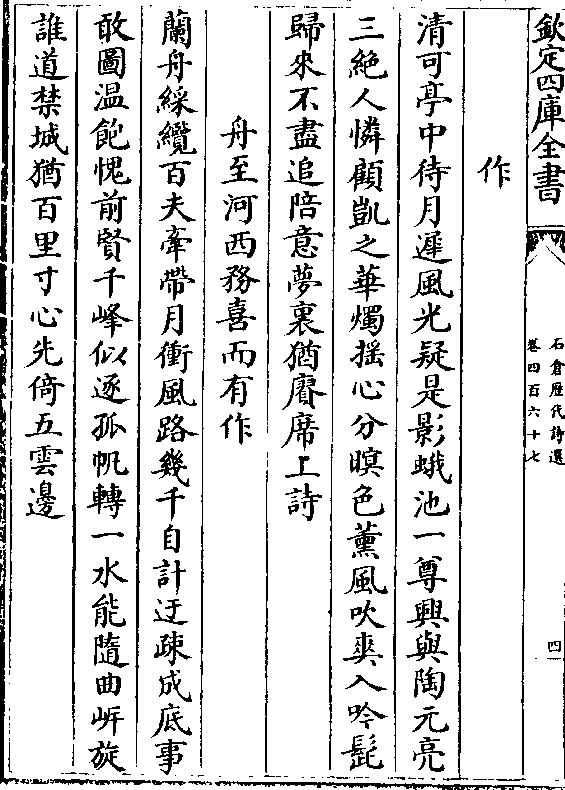 欽定四庫全書
石倉歷代詩選
卷四百六十七
四
作
清可亭中待月遲風光疑是影蛾池一尊興與陶元亮
三絶人憐顧凱之華燭揺心分暝色薫風吹爽入吟髭
歸來不盡追陪意夢裏猶賡席上詩
舟至河西務喜而有作
蘭舟綵纜百夫牽帶月衝風路幾千自計迂疎成底事
敢圖温飽愧前賢千峰似逐孤帆轉一水能隨曲岍旋
誰道禁城猶百里寸心先倚五雲邊